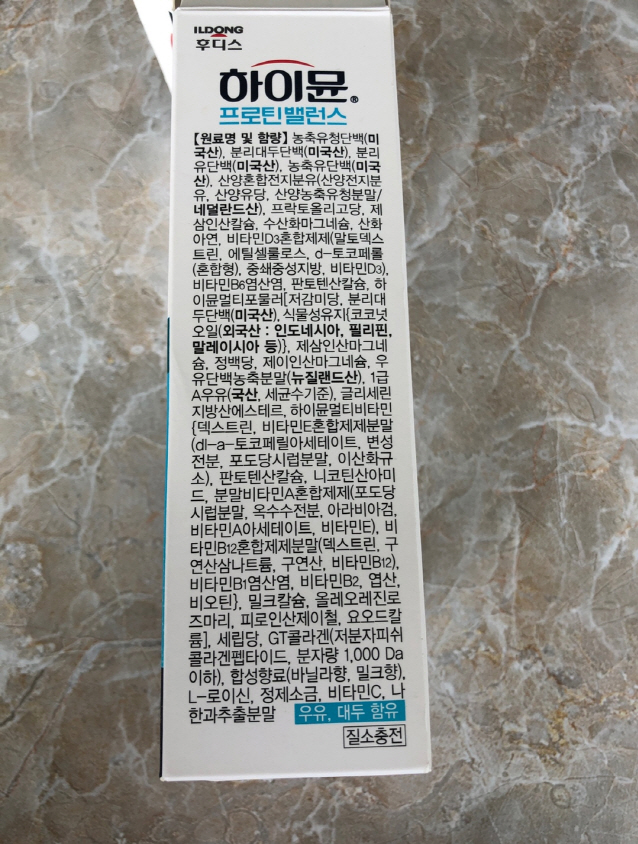 ILDONG
후디스
하이뮨®
프로틴밸런스
【원료명 및 함량】 농축유청단백(미
국산), 분리대두단백(미국산), 분리
유단백(미국산), 농축유단백(미국
산), 산양혼합전지분유(산양전지분
유, 산양유당, 산양농축유청분말/
네덜란드산), 프락토올리고당, 제
삼인산칼슘, 수산화마그네슘, 산화
아연, 비타민D3혼합제제(말토덱스
트린, 에틸셀룰로스, d-토코페롤
(혼합형), 중쇄중성지방, 비타민D3),
비타민B6염산염, 판토텐산칼슘, 하
이뮨멀티포뮬러[저감미당, 분리대
두단백(미국산), 식물성유지{코코넛
오일(외국산 : 인도네시아, 필리핀,
말레이시아 등)}, 제삼인산마그네
슘, 정백당, 제이인산마그네슘, 우
유단백농축분말(뉴질랜드산), 1급
A우유(국산, 세균수기준), 글리세린
지방산에스테르, 하이뮨멀티비타민
{덱스트린, 비타민E혼합제제분말
(dl-a-토코페릴아세테이트, 변성
전분, 포도당시럽분말, 이산화규
소), 판토텐산칼슘, 니코틴산아미
드, 분말비타민A혼합제제(포도당
시럽분말, 옥수수전분, 아라비아검,
비타민A아세테이트, 비타민E), 비
타민B12혼합제제분말(덱스트린, 구
연산삼나트륨, 구연산, 비타민B12),
비타민B1염산염, 비타민B2, 엽산,
비오틴}, 밀크칼슘, 올레오레진로
즈마리, 피로인산제이철, 요오드칼
륨], 세립당, GT콜라겐(저분자피쉬
콜라겐펩타이드, 분자량 1,000 Da
이하), 합성향료(바닐라향, 밀크향),
L-로이신, 정제소금, 비타민C, 나
한과추출분말 우유, 대두 함유
질소충전